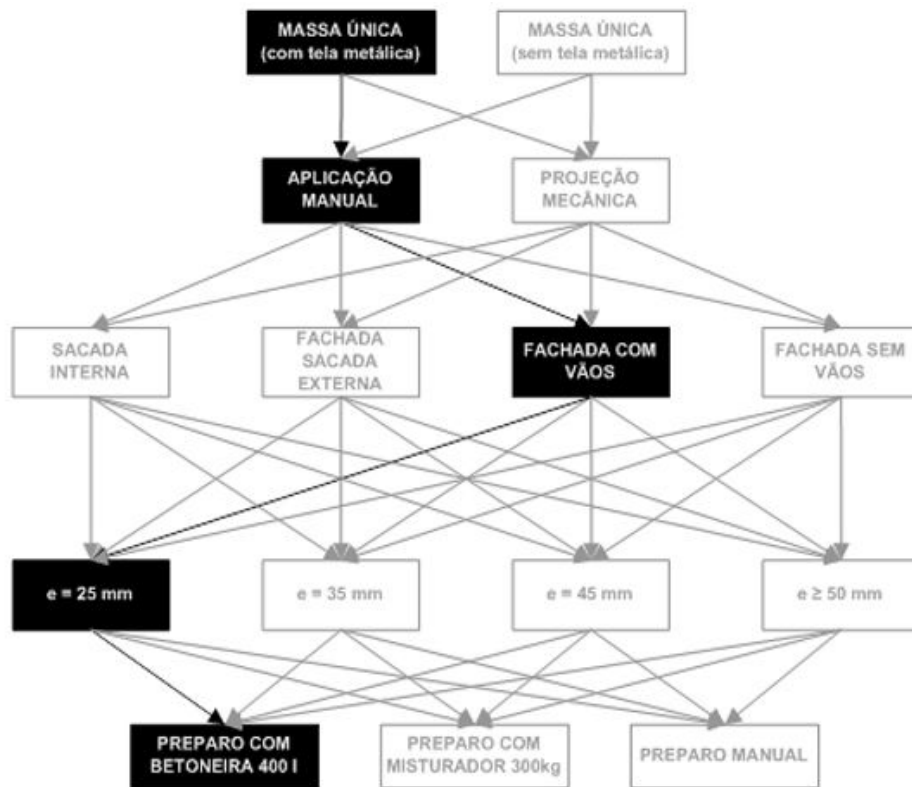 MASSA ÚNICA
(com tela metálica)
MASSA ÚNICA
(sem tela metálica)
APLICAÇÃO
MANUAL
PROJEÇÃO
MECÂNICA
SACADA
INTERNA
FACHADA
SACADA
EXTERNA
FACHADA COM
VÃOS
FACHADA SEM
VÃOS
e = 25 mm
e = 35 mm
e = 45 mm
e ≥ 50 mm
PREPARO COM
BETONEIRA 400 l
PREPARO COM
MISTURADOR 300kg
PREPARO MANUAL